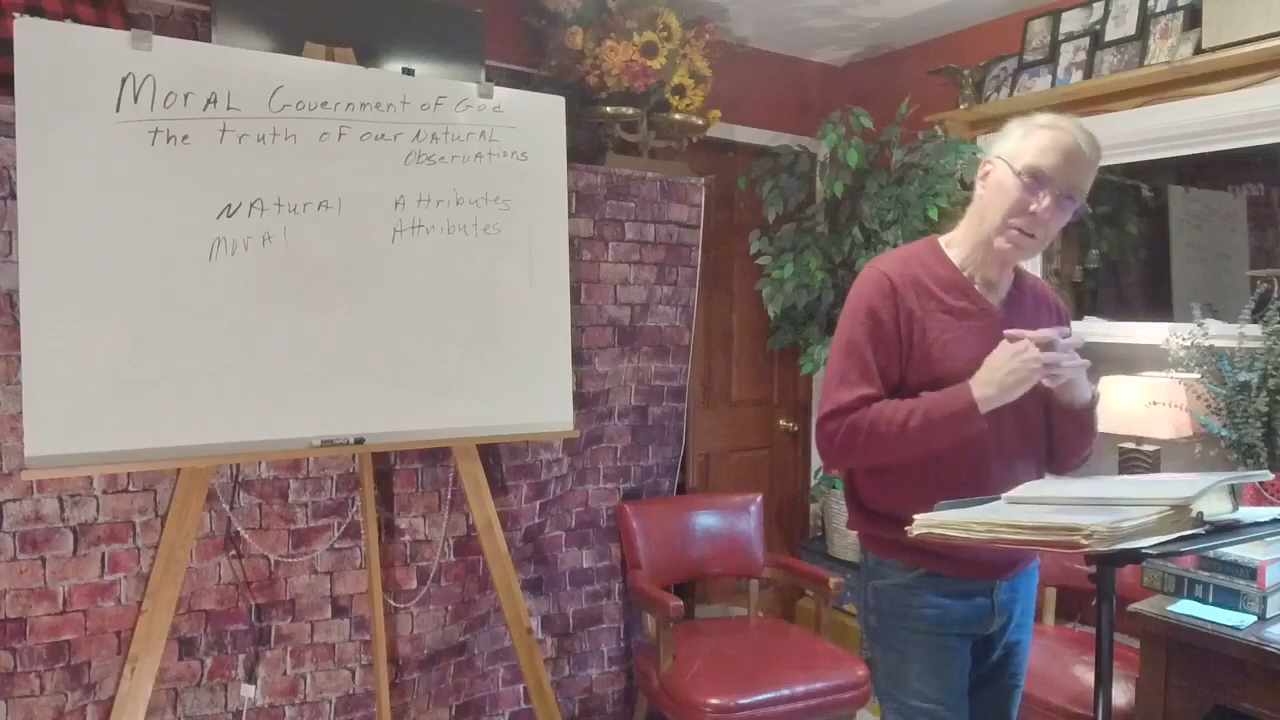 MorAL Government oF God
the truth oF our NATurAL
ObservAtions
NAturAl Attributes
MorAl Attributes